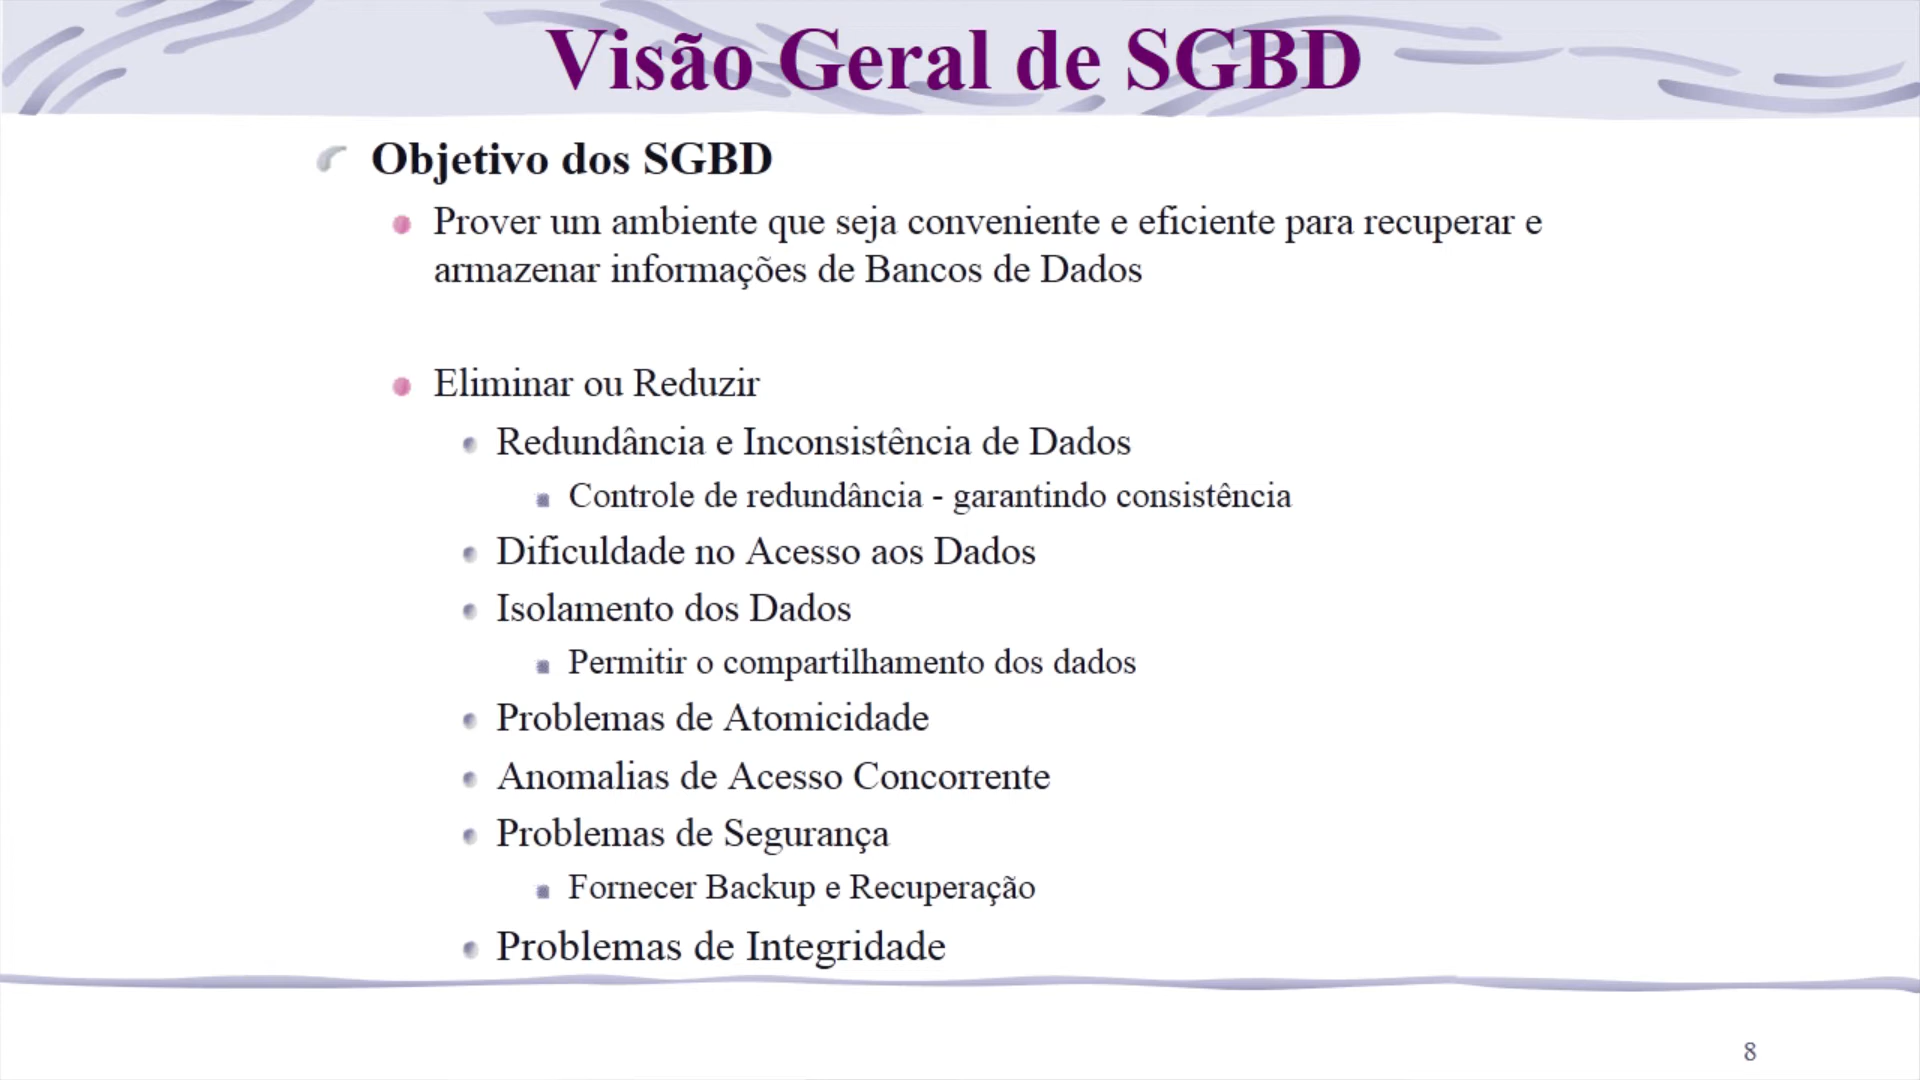 Visão Geral de SGBD
Objetivo dos SGBD
Prover um ambiente que seja conveniente e eficiente para recuperar e
armazenar informações de Bancos de Dados
Eliminar ou Reduzir
Redundância e Inconsistência de Dados
Controle de redundância - garantindo consistência
Dificuldade no Acesso aos Dados
Isolamento dos Dados
Permitir o compartilhamento dos dados
Problemas de Atomicidade
Anomalias de Acesso Concorrente
Problemas de Segurança
Fornecer Backup e Recuperação
Problemas de Integridade
8